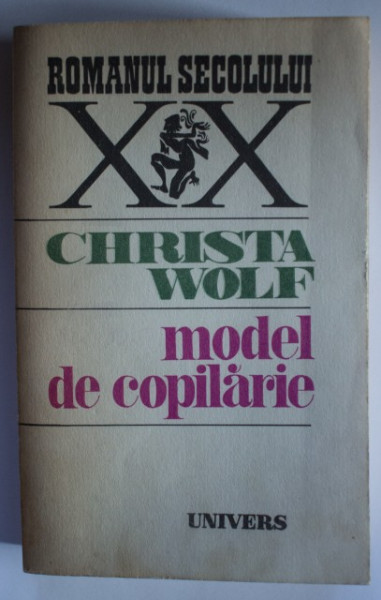 ROMANUL SECOLULUI
XX
CHRISTA
WOLF
model
de copilărie
UNIVERS